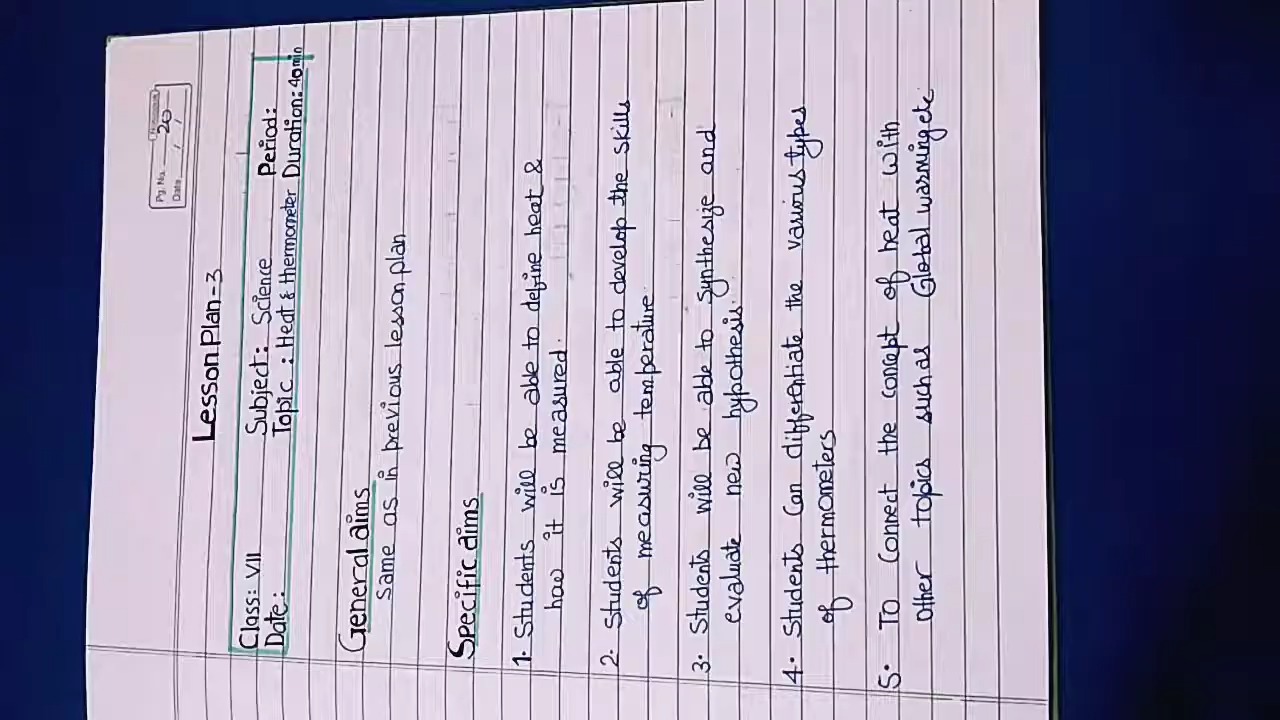 Pg. No. 20
Date / /
Lesson Plan - 3
Class: VII Subject: Science Period:
Date: Topic : Heat & thermometer Duration: 40 min
General aims
same as in previous lesson plan
Specific aims
1. Students will be able to define heat &
how it is measured.
2. Students will be able to develop the skills
of measuring temperature.
3. Students will be able to synthesize and
evaluate new hypothesis.
4. Students Can differentiate the various types
of thermometers
5. To Connect the concept of heat with
Other topics such as Global warming etc.